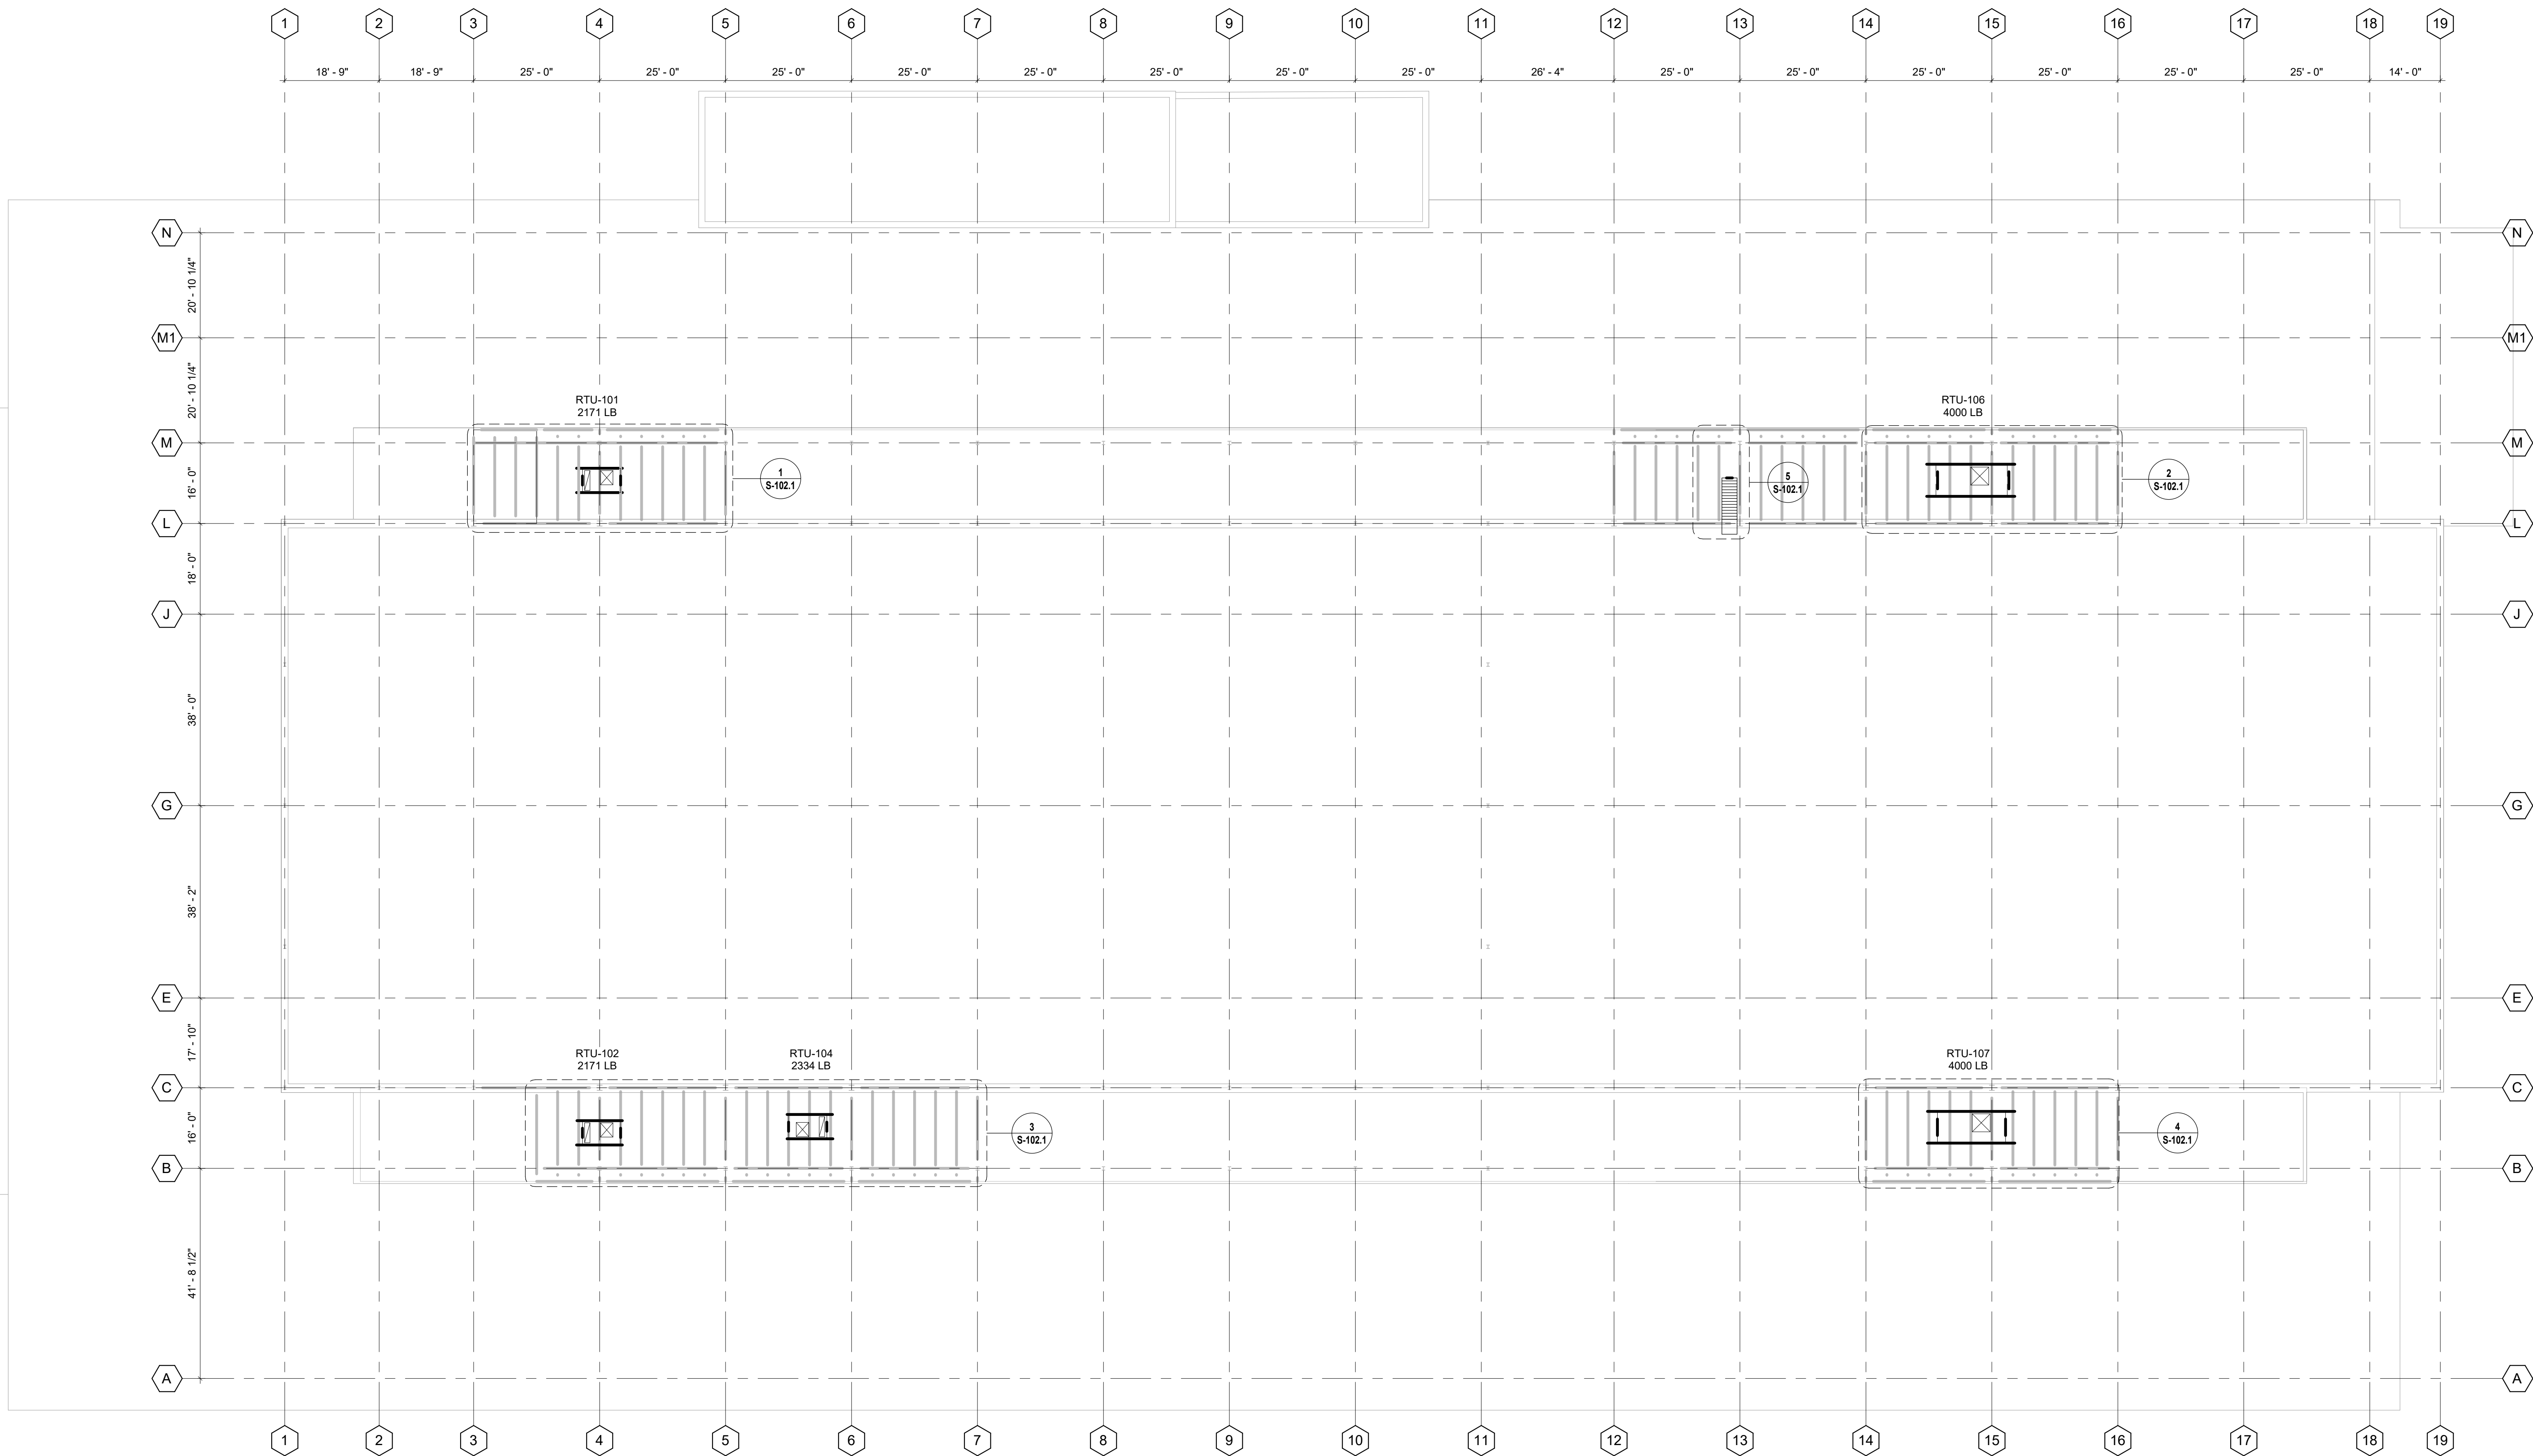 1 2 3 4 5 6 7 8 9 10 11 12 13 14 15 16 17 18 19
18' - 9" 18' - 9" 25' - 0" 25' - 0" 25' - 0" 25' - 0" 25' - 0" 25' - 0" 25' - 0" 25' - 0" 26' - 4" 25' - 0" 25' - 0" 25' - 0" 25' - 0" 25' - 0" 25' - 0" 14' - 0"
N N
20' - 10 1/4"
M1 M1
20' - 10 1/4"
RTU-101
2171 LB
RTU-106
4000 LB
M M
16' - 0"
1
S-102.1
5
S-102.1
2
S-102.1
L L
18' - 0"
J J
38' - 0"
G G
38' - 2"
E E
17' - 10"
RTU-102
2171 LB
RTU-104
2334 LB
RTU-107
4000 LB
C C
16' - 0"
3
S-102.1
4
S-102.1
B B
41' - 8 1/2"
A A
1 2 3 4 5 6 7 8 9 10 11 12 13 14 15 16 17 18 19